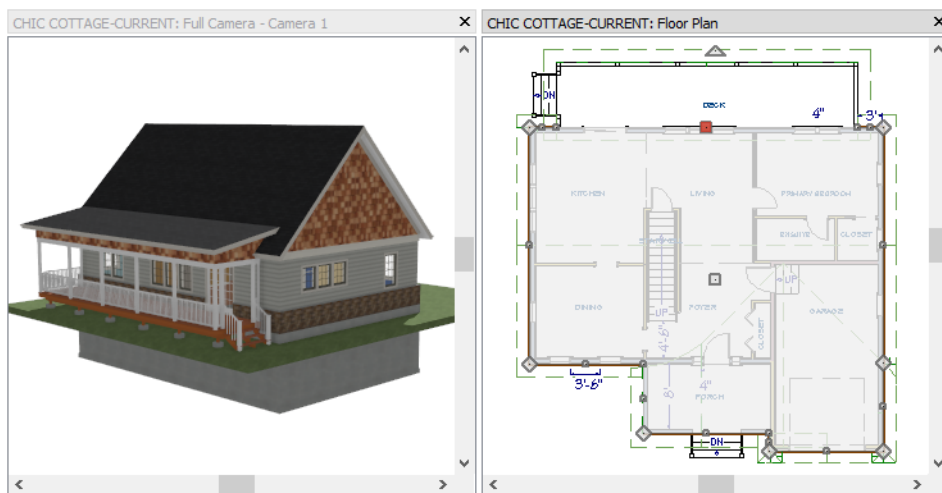 CHIC COTTAGE-CURRENT: Full Camera - Camera 1
CHIC COTTAGE-CURRENT: Floor Plan
DN
DECK
4"
3'
KITCHEN
LIVING
PRIMARY BEDROOM
ENSUITE
CLOSET
UP
DINING
FOYER
GARAGE
UP
CLOSET
4'-6"
3'-6"
8'
4"
PORCH
DN